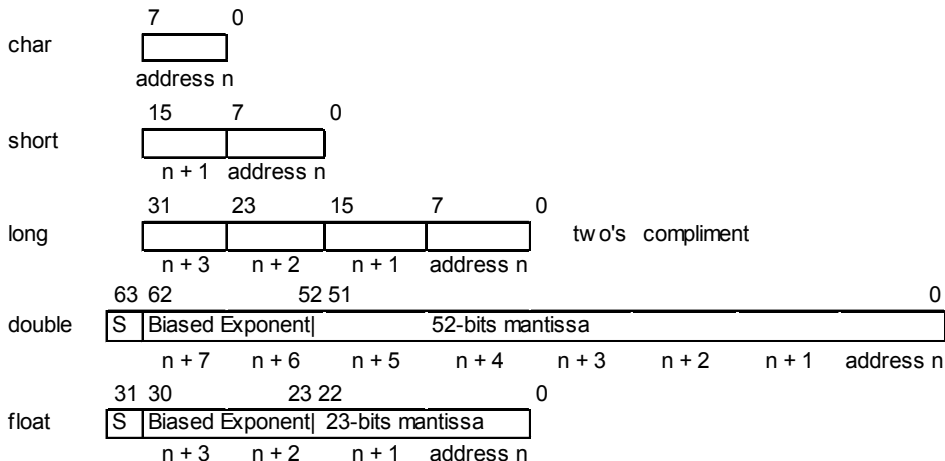 7 0
char
address n
15 7 0
short
n + 1 address n
31 23 15 7 0
long two's compliment
n + 3 n + 2 n + 1 address n
63 62 52 51 0
double S Biased Exponent| 52-bits mantissa
n + 7 n + 6 n + 5 n + 4 n + 3 n + 2 n + 1 address n
31 30 23 22 0
float S Biased Exponent| 23-bits mantissa
n + 3 n + 2 n + 1 address n